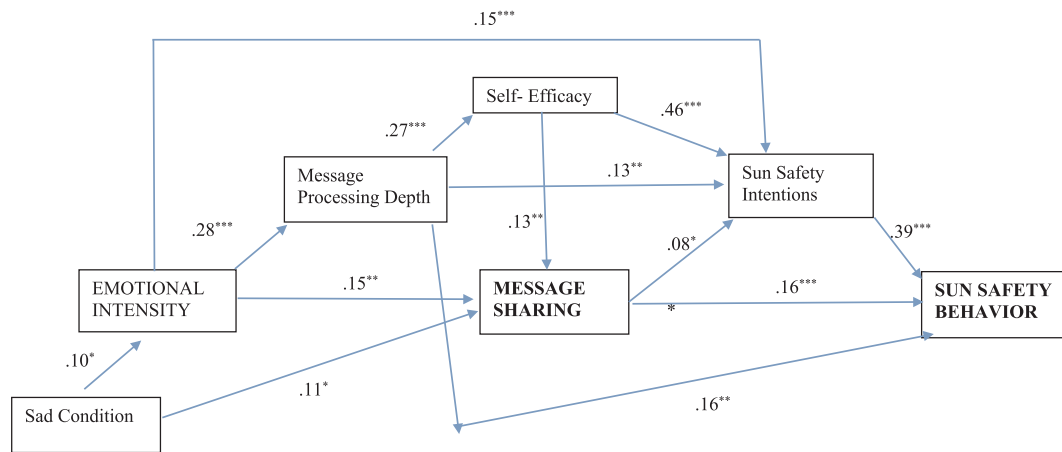 .15***
Self- Efficacy
.46***
.27***
Message
Processing Depth
.13**
Sun Safety
Intentions
.28***
.13**
.08*
.39***
EMOTIONAL
INTENSITY
.15**
MESSAGE
SHARING
*
.16***
SUN SAFETY
BEHAVIOR
.10*
.11*
.16**
Sad Condition